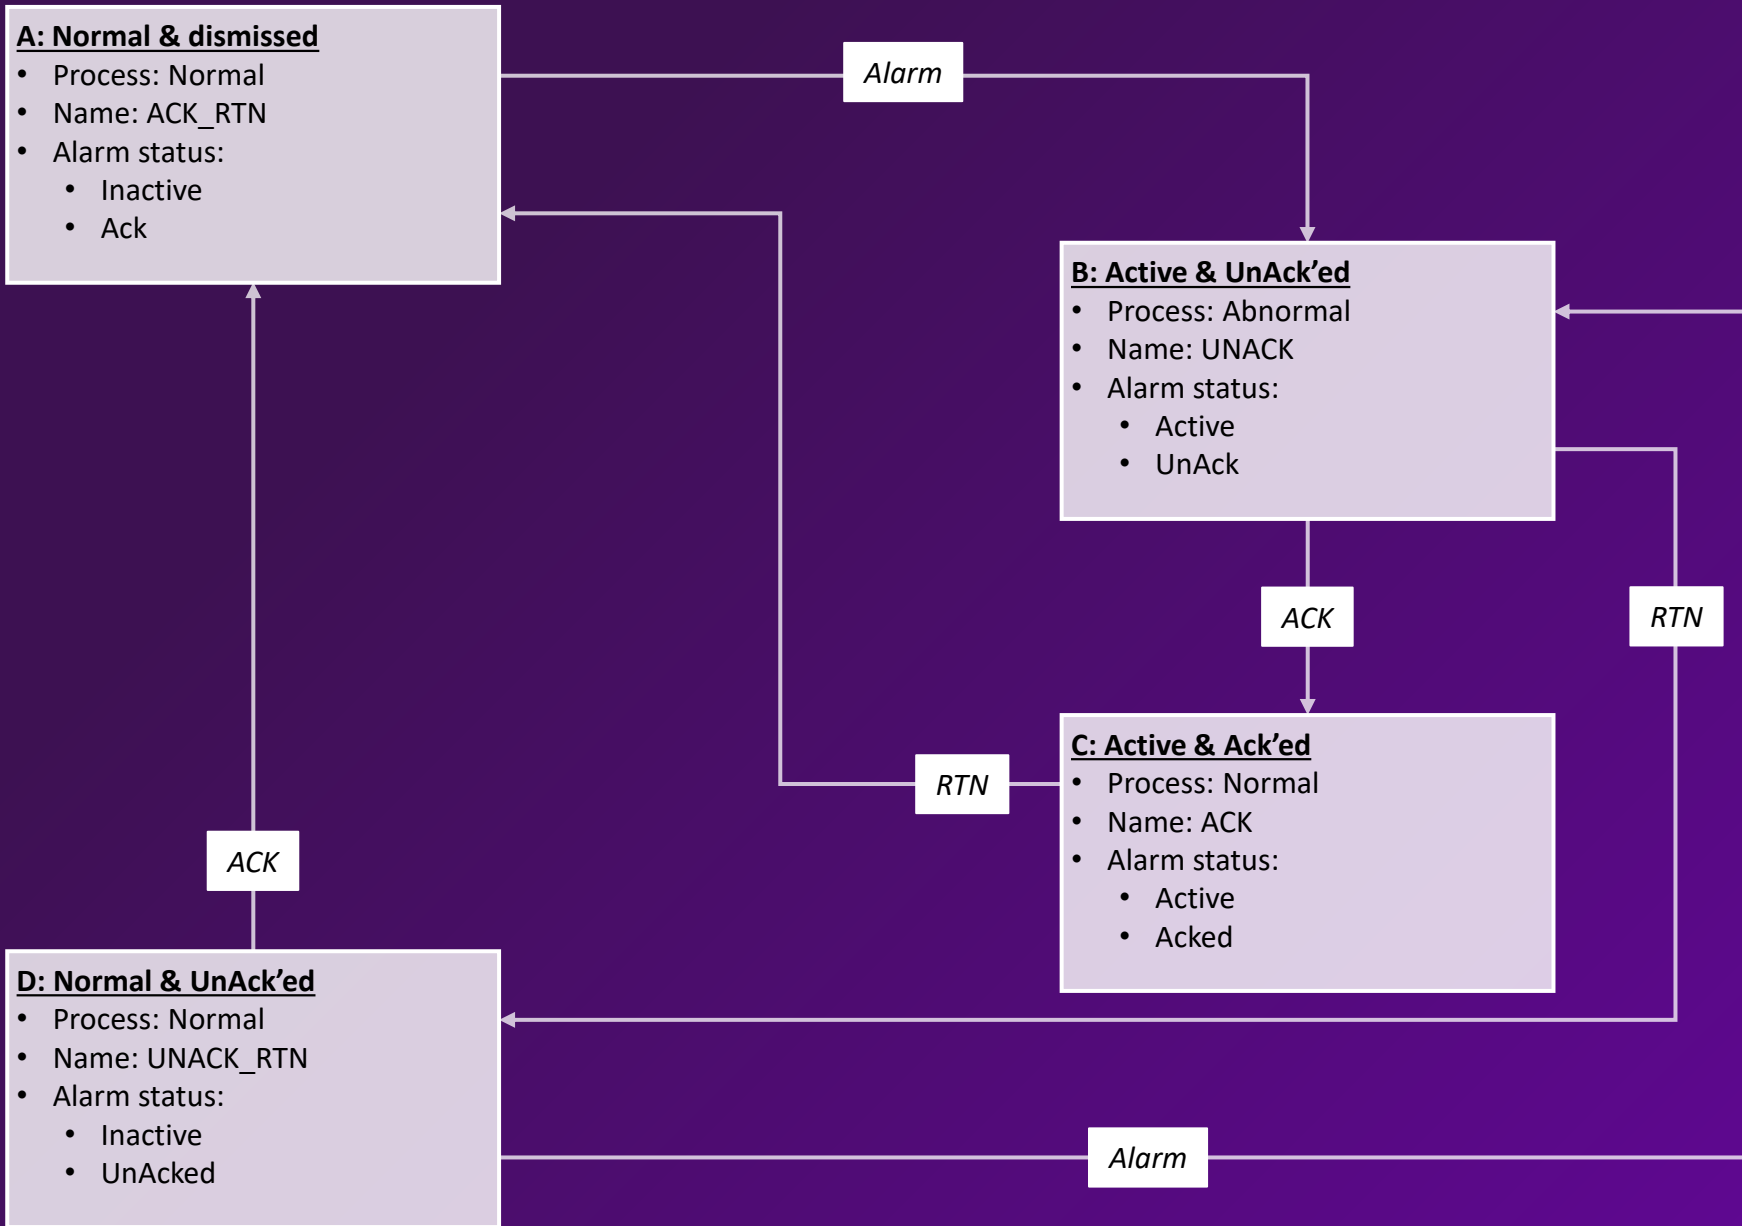 A: Normal & dismissed
• Process: Normal
• Name: ACK_RTN
• Alarm status:
• Inactive
• Ack
Alarm
B: Active & UnAck’ed
• Process: Abnormal
• Name: UNACK
• Alarm status:
• Active
• UnAck
ACK
RTN
C: Active & Ack’ed
• Process: Normal
• Name: ACK
• Alarm status:
• Active
• Acked
RTN
ACK
D: Normal & UnAck’ed
• Process: Normal
• Name: UNACK_RTN
• Alarm status:
• Inactive
• UnAcked
Alarm